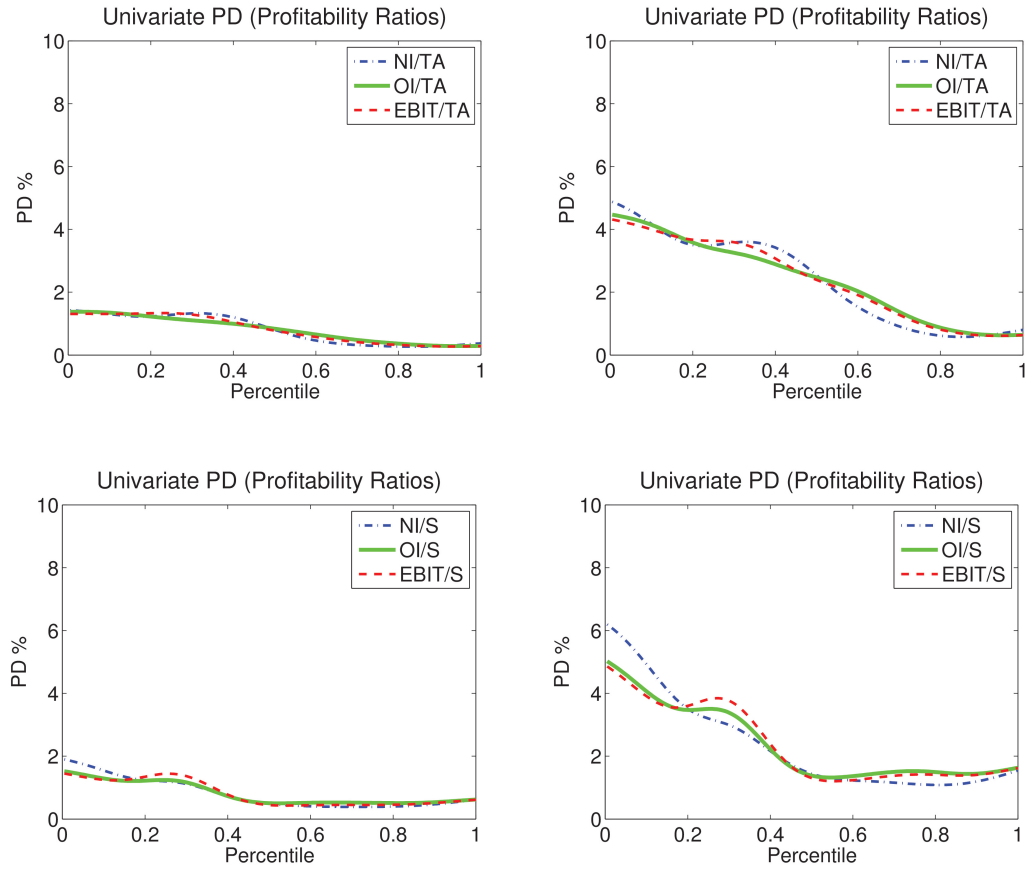 Univariate PD (Profitability Ratios)
10
8
6
4
2
0
PD %
NI/TA
OI/TA
EBIT/TA
0 0.2 0.4 0.6 0.8 1
Percentile
Univariate PD (Profitability Ratios)
10
8
6
4
2
0
PD %
NI/TA
OI/TA
EBIT/TA
0 0.2 0.4 0.6 0.8 1
Percentile
Univariate PD (Profitability Ratios)
10
8
6
4
2
0
PD %
NI/S
OI/S
EBIT/S
0 0.2 0.4 0.6 0.8 1
Percentile
Univariate PD (Profitability Ratios)
10
8
6
4
2
0
PD %
NI/S
OI/S
EBIT/S
0 0.2 0.4 0.6 0.8 1
Percentile